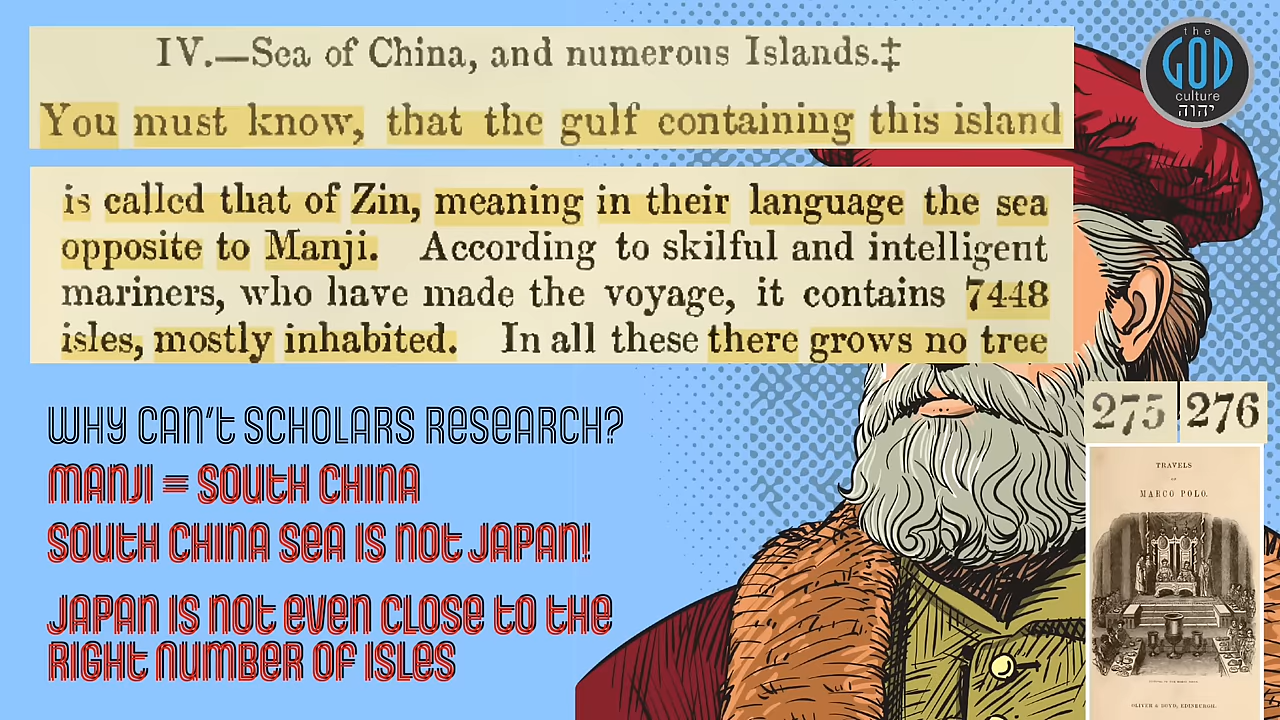 IV.—Sea of China, and numerous Islands.‡
You must know, that the gulf containing this island
is called that of Zin, meaning in their language the sea
opposite to Manji. According to skilful and intelligent
mariners, who have made the voyage, it contains 7448
isles, mostly inhabited. In all these there grows no tree
the
GOD
culture
יהוה
WHY CAN'T SCHOLARS RESEARCH?
MANJI = SOUTH CHINA
SOUTH CHINA SEA IS NOT JAPAN!
JAPAN IS NOT EVEN CLOSE TO THE
RIGHT NUMBER OF ISLES
275 276
TRAVELS
OF
MARCO POLO.
OLIVER & BOYD, EDINBURGH.